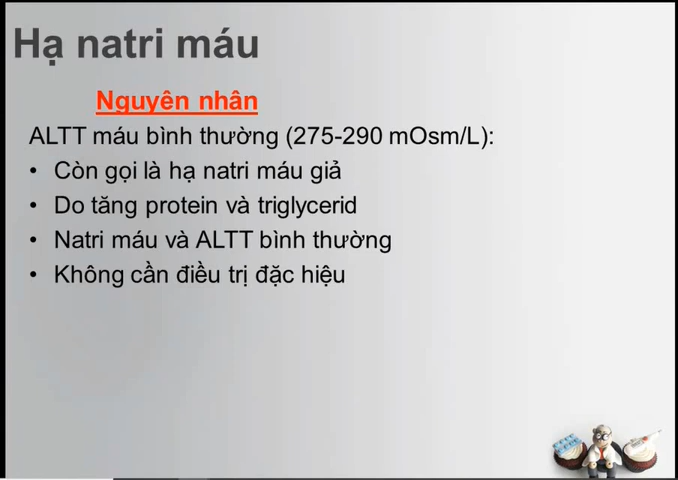 Hạ natri máu
Nguyên nhân
ALTT máu bình thường (275-290 mOsm/L):
• Còn gọi là hạ natri máu giả
• Do tăng protein và triglycerid
• Natri máu và ALTT bình thường
• Không cần điều trị đặc hiệu